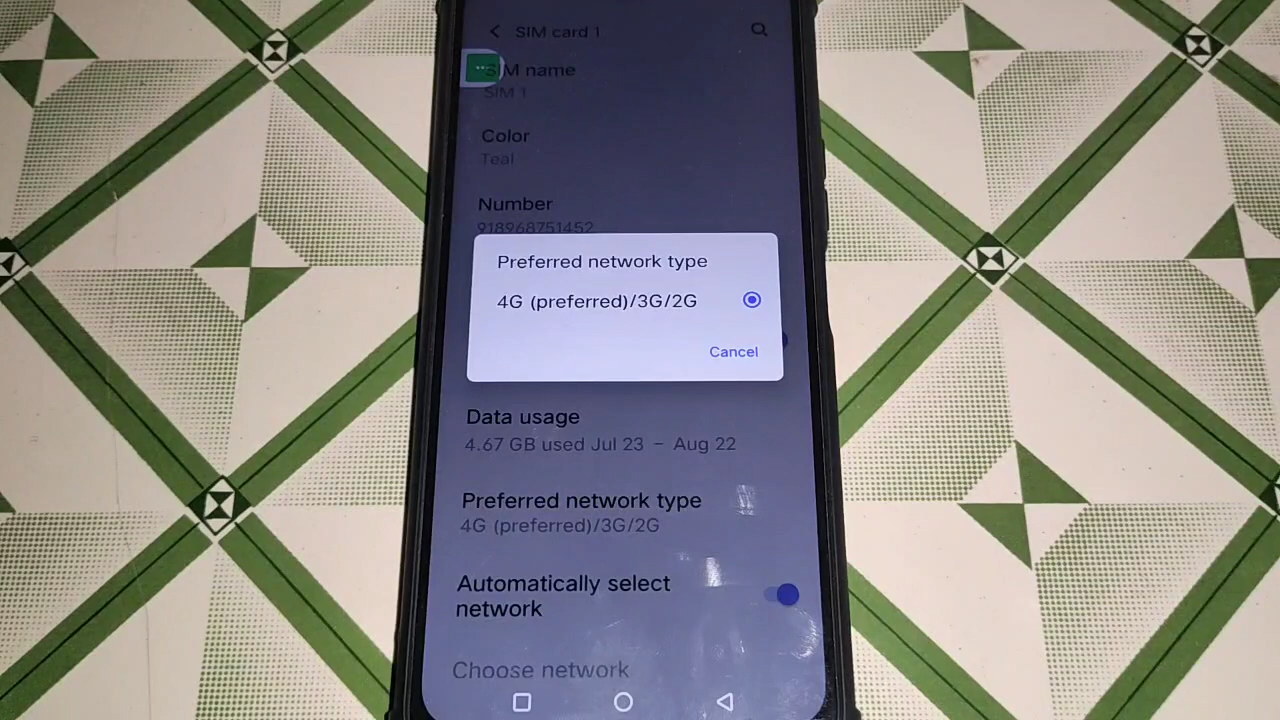 SIM card 1
SIM name
SIM 1
Color
Teal
Number
918968751452
Preferred network type
4G (preferred)/3G/2G
Cancel
Data usage
4.67 GB used Jul 23 – Aug 22
Preferred network type
4G (preferred)/3G/2G
Automatically select
network
Choose network